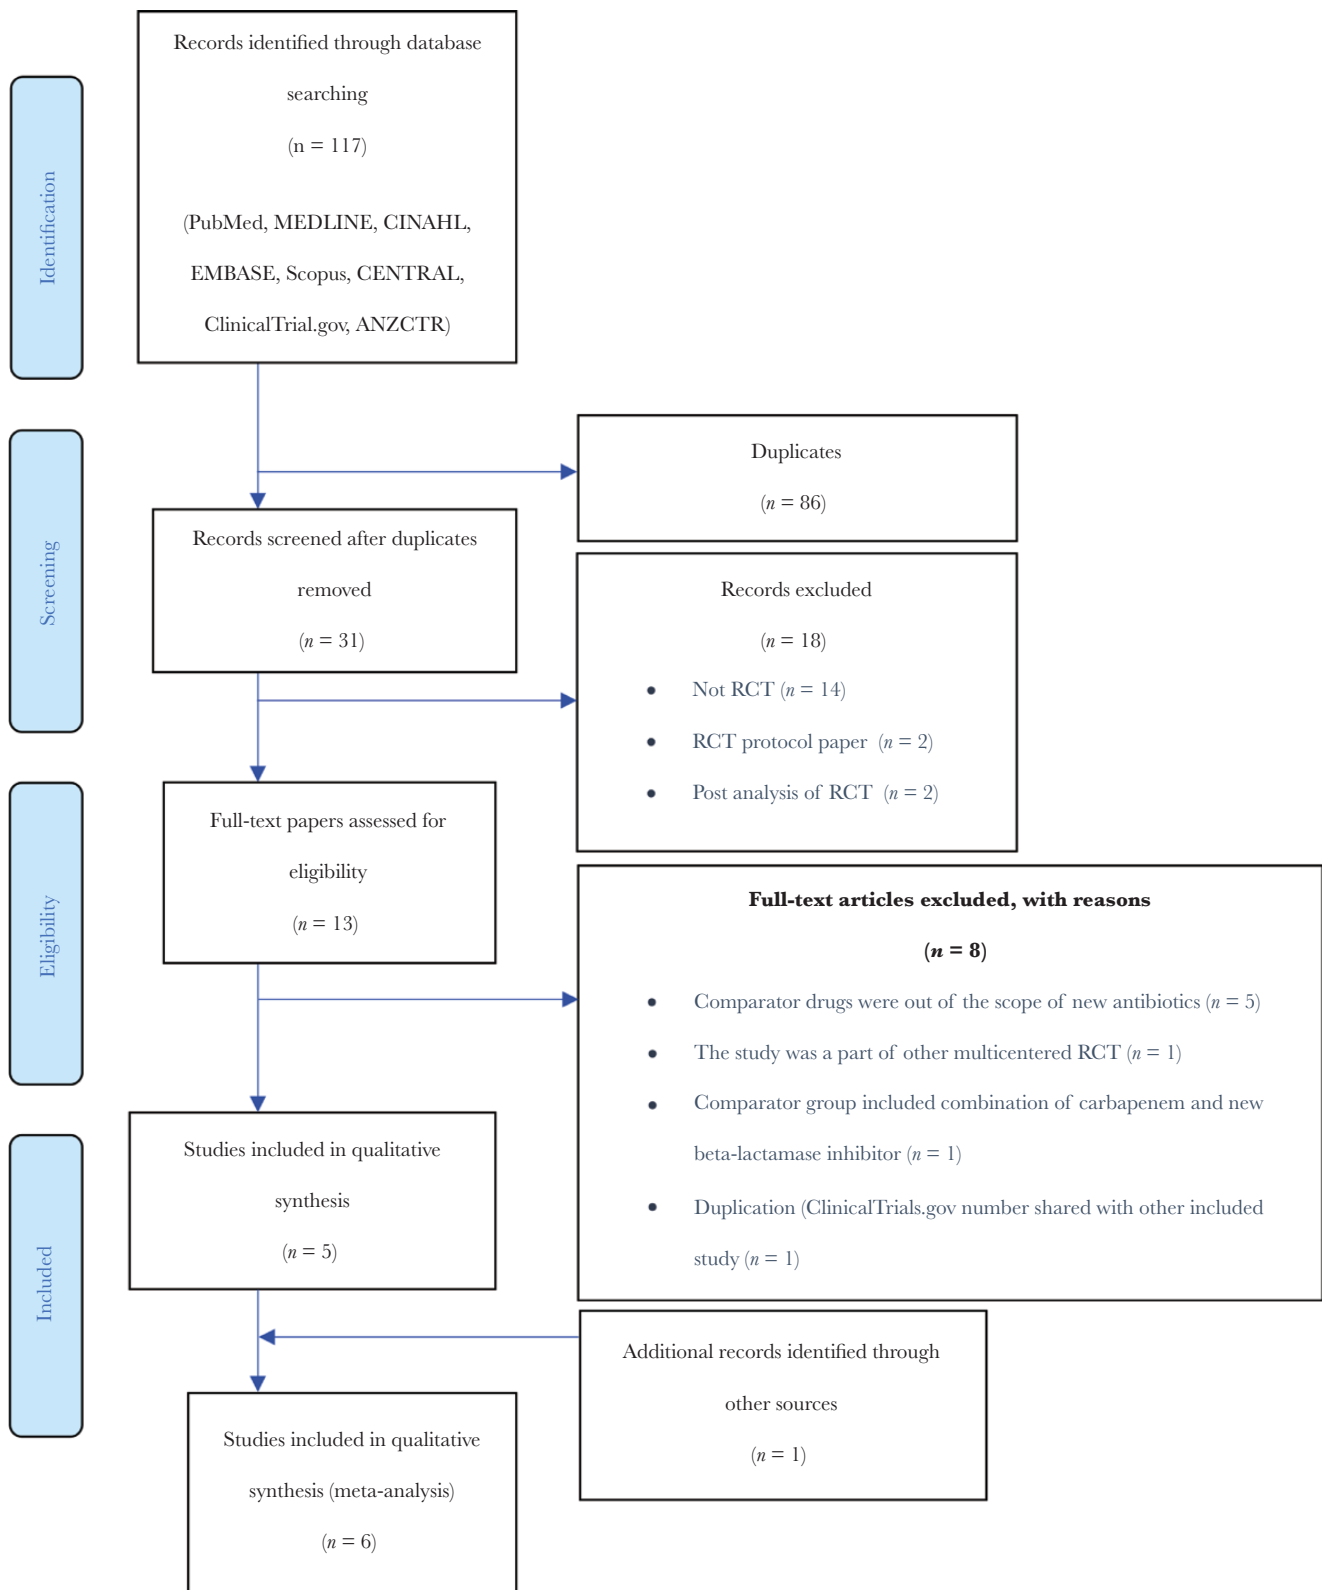 Identification
Records identified through database
searching
(n = 117)
(PubMed, MEDLINE, CINAHL,
EMBASE, Scopus, CENTRAL,
ClinicalTrial.gov, ANZCTR)
Screening
Duplicates
(n = 86)
Records screened after duplicates
removed
(n = 31)
Records excluded
(n = 18)
• Not RCT (n = 14)
• RCT protocol paper (n = 2)
• Post analysis of RCT (n = 2)
Eligibility
Full-text papers assessed for
eligibility
(n = 13)
Full-text articles excluded, with reasons
(n = 8)
• Comparator drugs were out of the scope of new antibiotics (n = 5)
• The study was a part of other multicentered RCT (n = 1)
• Comparator group included combination of carbapenem and new
beta-lactamase inhibitor (n = 1)
• Duplication (ClinicalTrials.gov number shared with other included
study (n = 1)
Included
Studies included in qualitative
synthesis
(n = 5)
Additional records identified through
other sources
(n = 1)
Studies included in qualitative
synthesis (meta-analysis)
(n = 6)